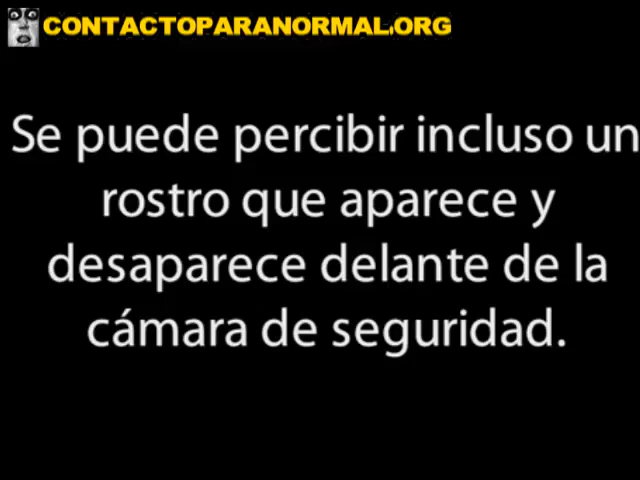 CONTACTOPARANORMAL.ORG
Se puede percibir incluso un
rostro que aparece y
desaparece delante de la
cámara de seguridad.